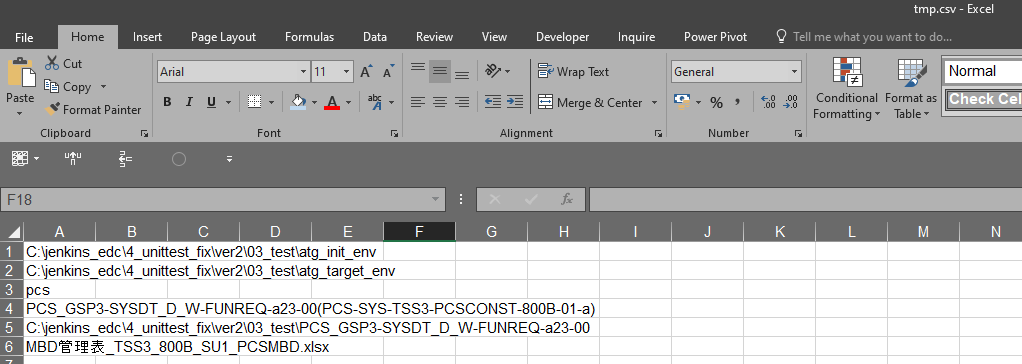 tmp.csv - Excel
File Home Insert Page Layout Formulas Data Review View Developer Inquire Power Pivot Tell me what you want to do...
Paste
Cut
Copy
Format Painter
Clipboard
Arial 11
B I U
Font
Wrap Text
Merge & Center
Alignment
General
%
Number
Conditional Formatting
Format as Table
Normal
Check Cel
F18
fx
A B C D E F G H I J K L M N
1 C:\jenkins_edc\4_unittest_fix\ver2\03_test\atg_init_env
2 C:\jenkins_edc\4_unittest_fix\ver2\03_test\atg_target_env
3 pcs
4 PCS_GSP3-SYSDT_D_W-FUNREQ-a23-00(PCS-SYS-TSS3-PCSCONST-800B-01-a)
5 C:\jenkins_edc\4_unittest_fix\ver2\03_test\PCS_GSP3-SYSDT_D_W-FUNREQ-a23-00
6 MBD管理表_TSS3_800B_SU1_PCSMBD.xlsx